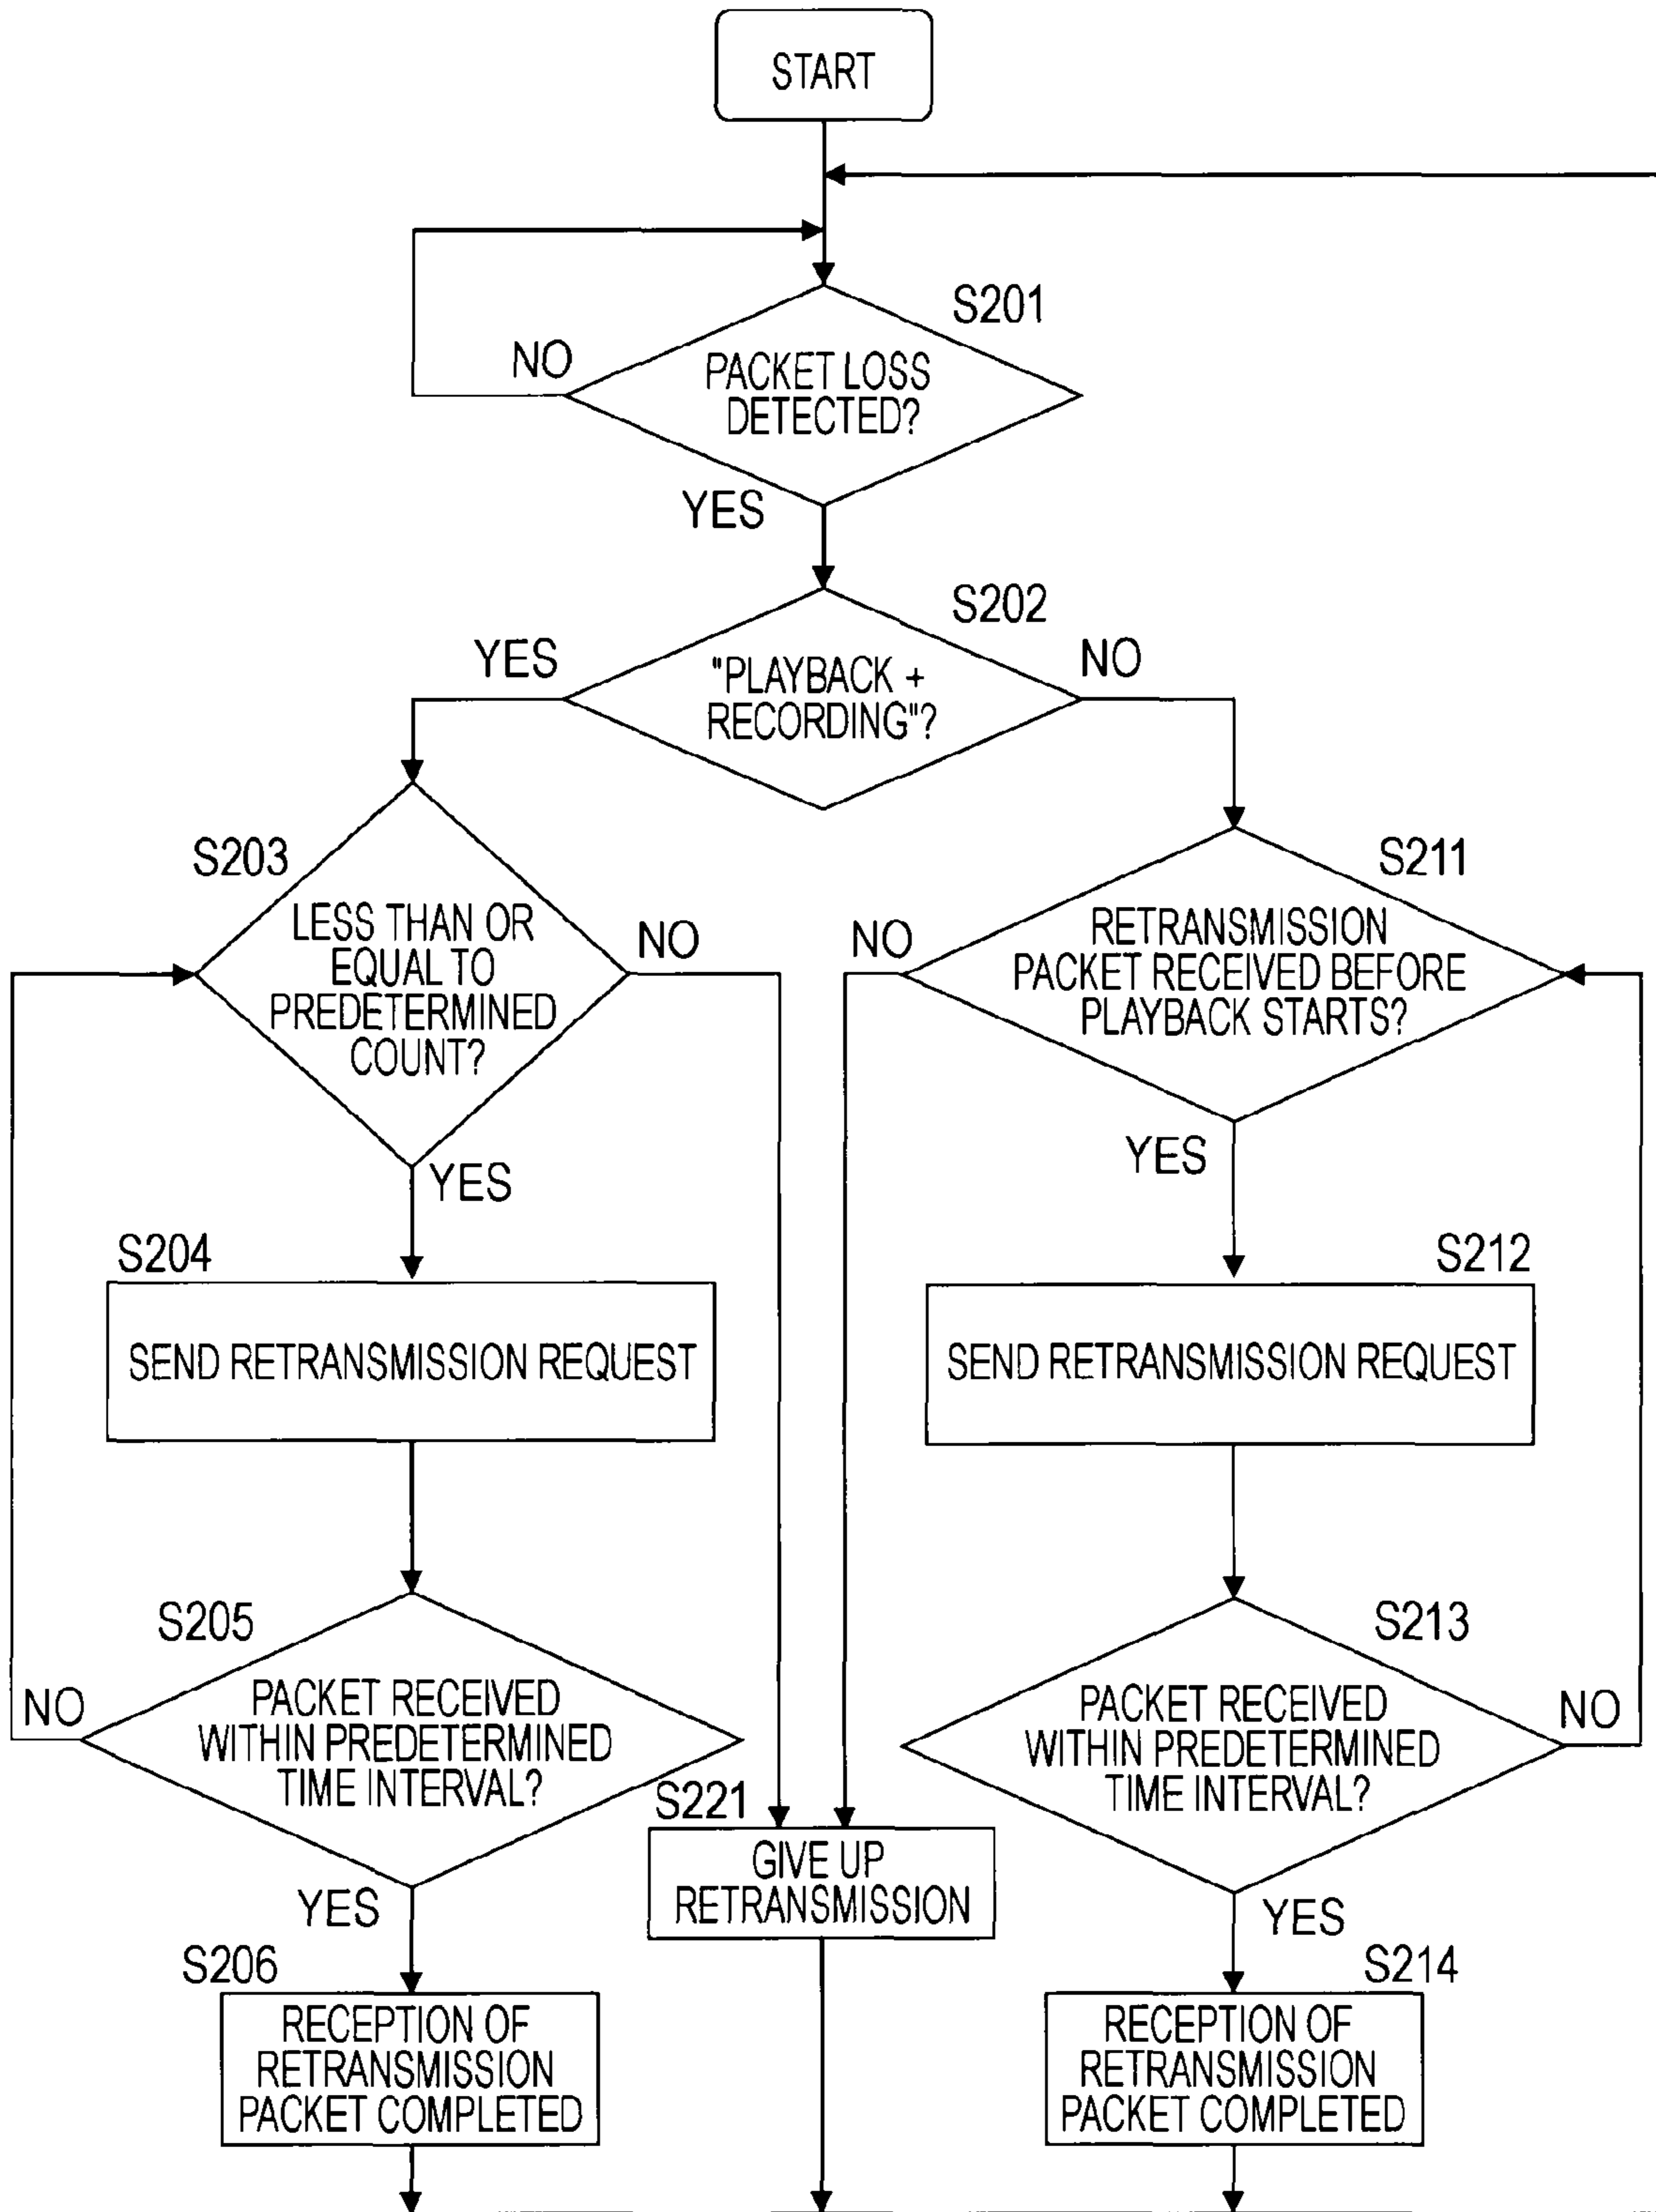 START
S201
NO
PACKET LOSS
DETECTED?
YES
S202
YES
"PLAYBACK +
RECORDING"?
NO
S203
LESS THAN OR
EQUAL TO
PREDETERMINED
COUNT?
NO
YES
S211
NO
RETRANSMISSION
PACKET RECEIVED BEFORE
PLAYBACK STARTS?
YES
S204
SEND RETRANSMISSION REQUEST
S212
SEND RETRANSMISSION REQUEST
S205
NO
PACKET RECEIVED
WITHIN PREDETERMINED
TIME INTERVAL?
YES
S221
GIVE UP
RETRANSMISSION
S213
PACKET RECEIVED
WITHIN PREDETERMINED
TIME INTERVAL?
NO
YES
S206
RECEPTION OF
RETRANSMISSION
PACKET COMPLETED
S214
RECEPTION OF
RETRANSMISSION
PACKET COMPLETED